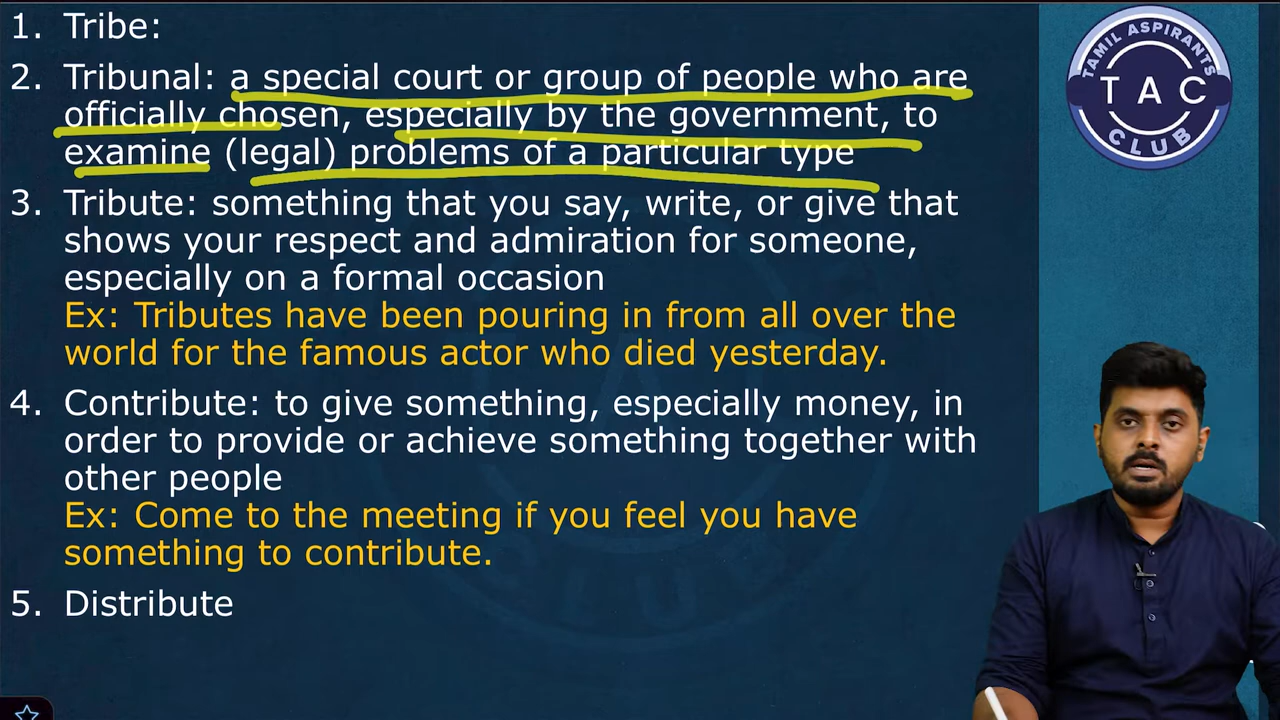 1. Tribe:
2. Tribunal: a special court or group of people who are
officially chosen, especially by the government, to
examine (legal) problems of a particular type
3. Tribute: something that you say, write, or give that
shows your respect and admiration for someone,
especially on a formal occasion
Ex: Tributes have been pouring in from all over the
world for the famous actor who died yesterday.
4. Contribute: to give something, especially money, in
order to provide or achieve something together with
other people
Ex: Come to the meeting if you feel you have
something to contribute.
5. Distribute
TAMIL ASPIRANTS
TAC
CLUB